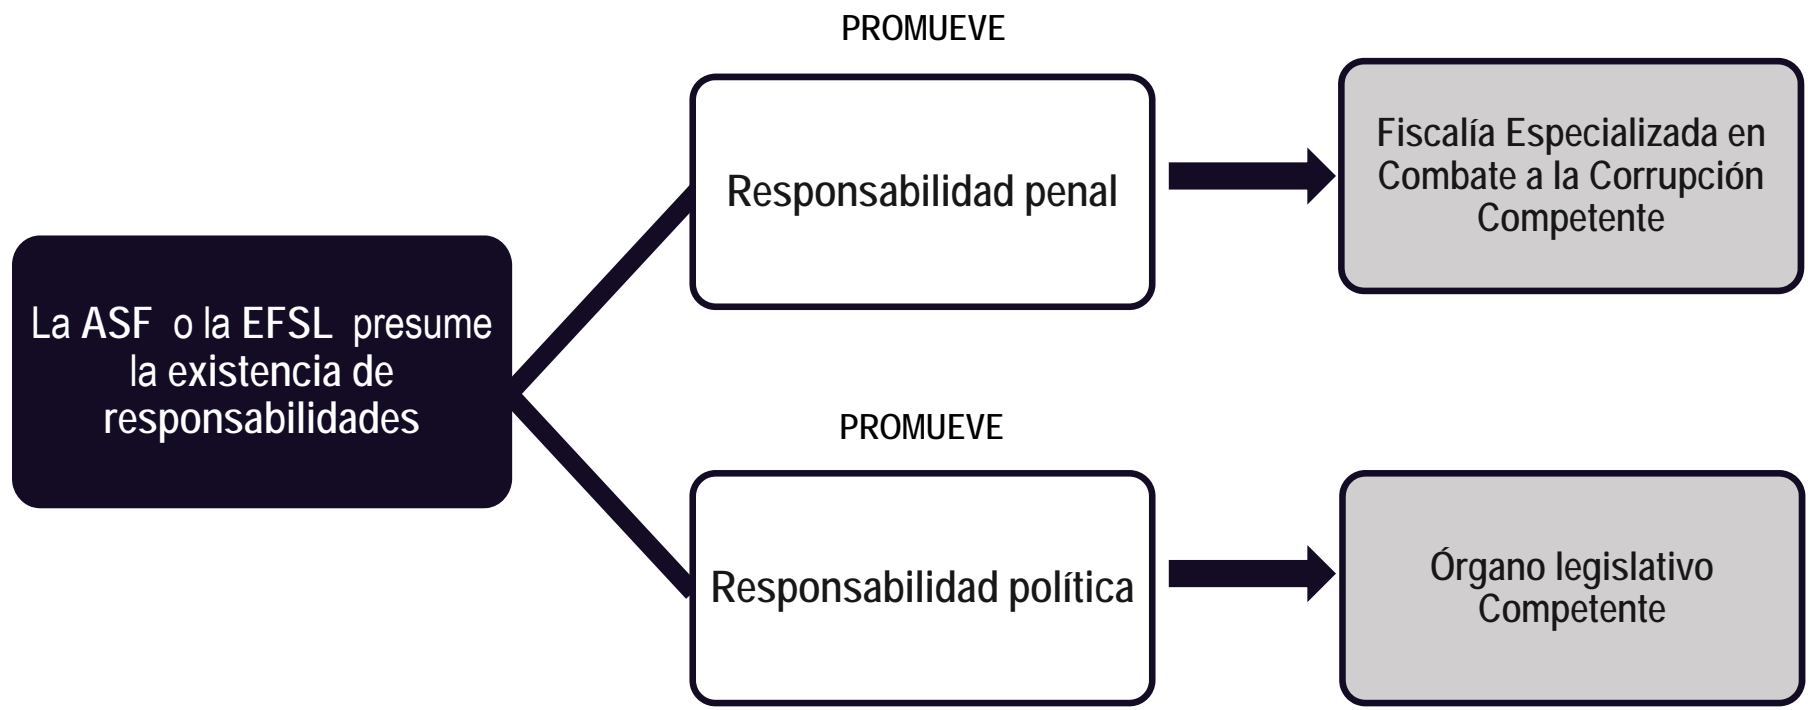 PROMUEVE
Responsabilidad penal
Fiscalía Especializada en
Combate a la Corrupción
Competente
La ASF o la EFSL presume
la existencia de
responsabilidades
PROMUEVE
Responsabilidad política
Órgano legislativo
Competente